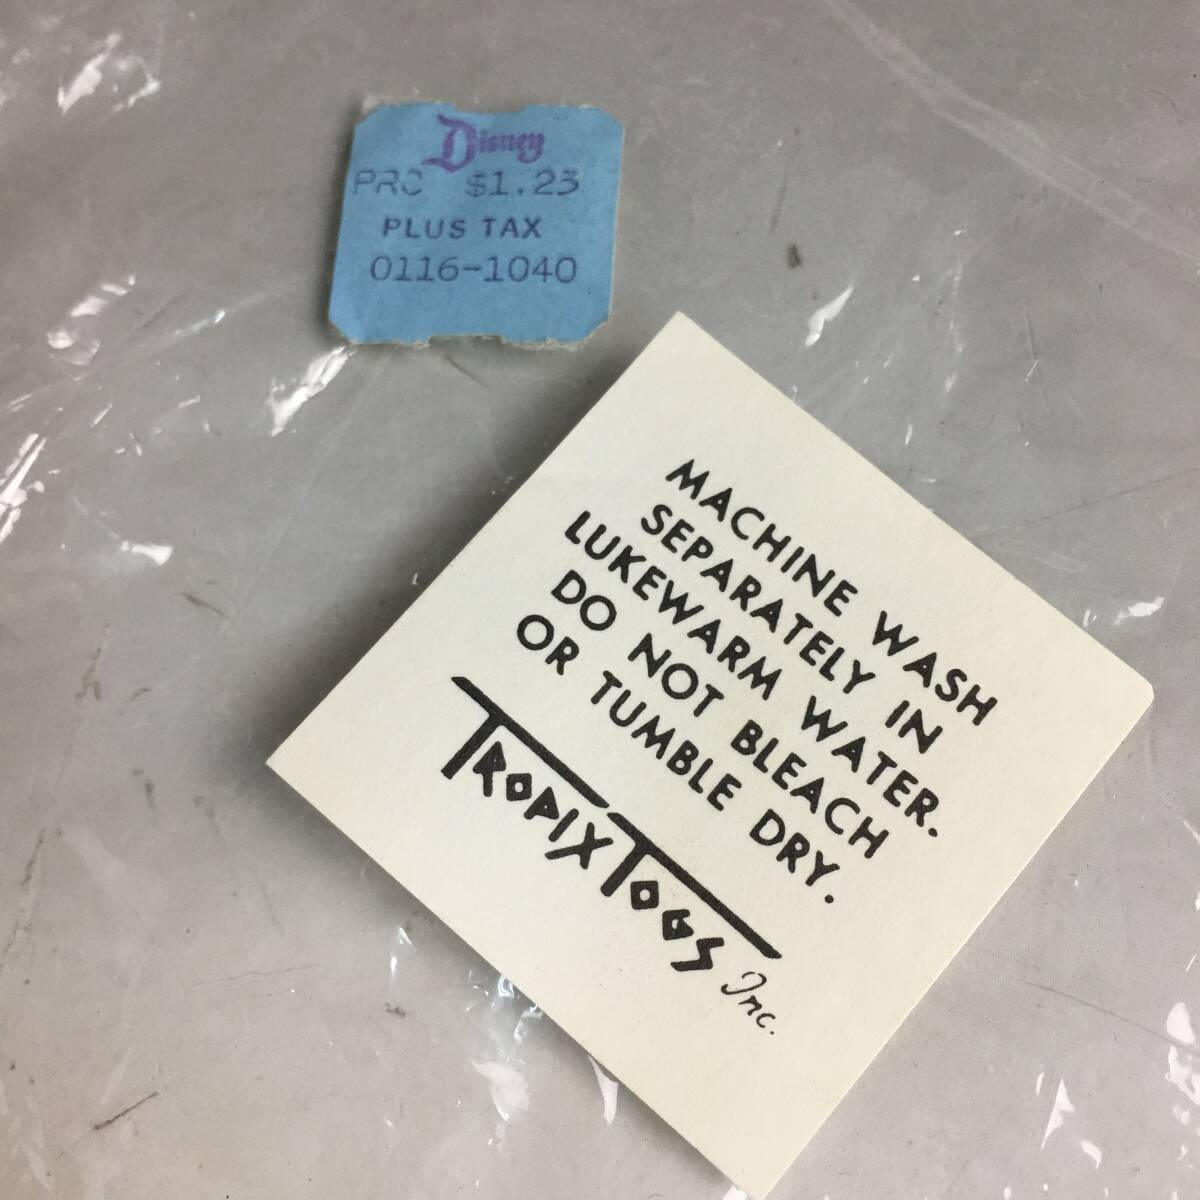 Disney
PRC $1.23
PLUS TAX
0116-1040
MACHINE WASH
SEPARATELY IN
LUKEWARM WATER.
DO NOT BLEACH
OR TUMBLE DRY.
TROPIX TOGS Inc.